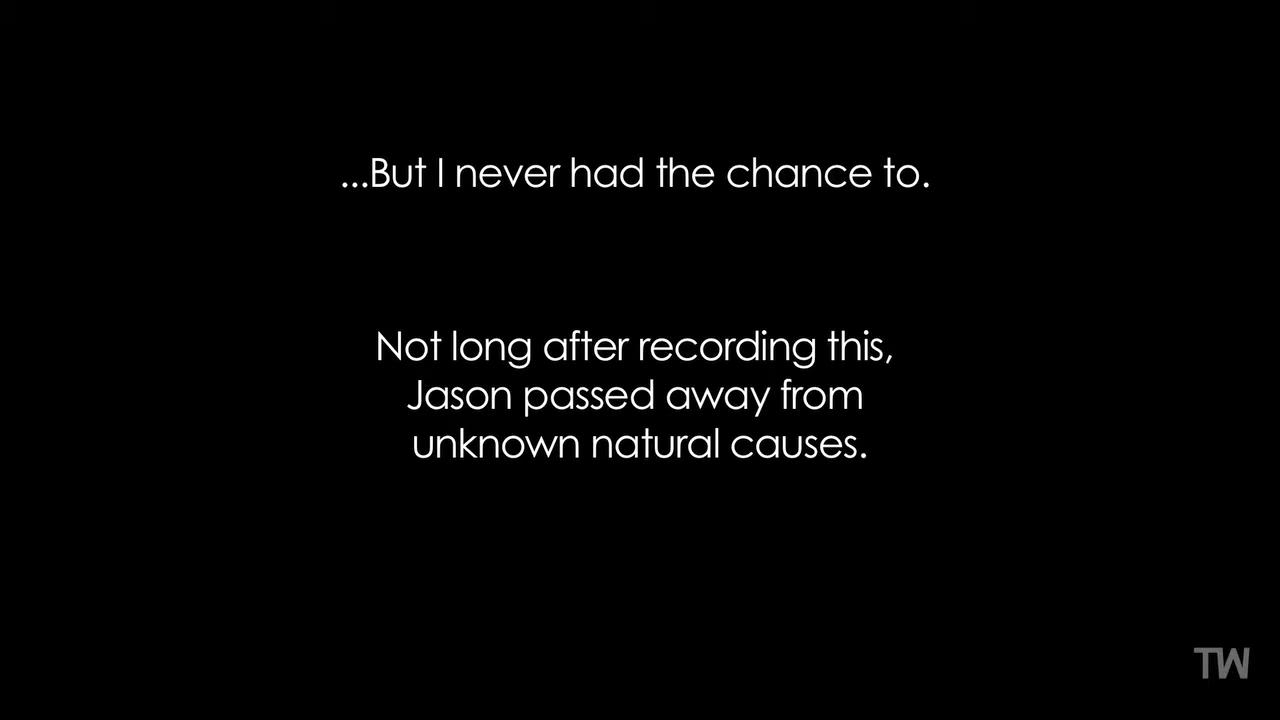 ...But I never had the chance to.
Not long after recording this,
Jason passed away from
unknown natural causes.
TW